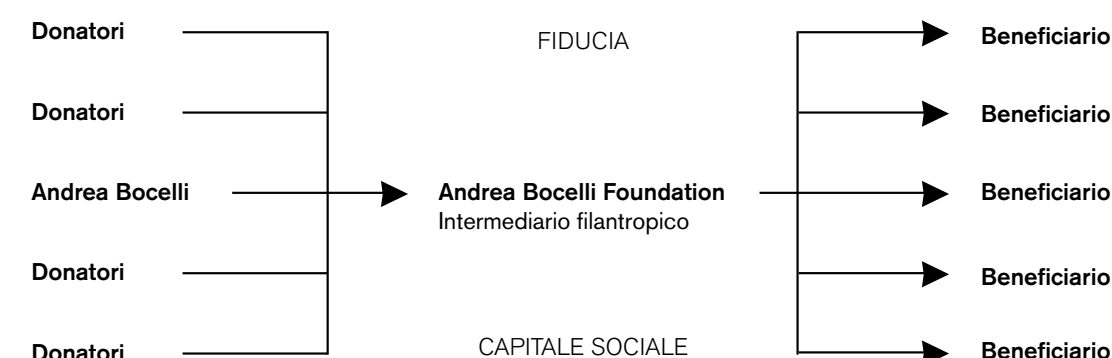 Donatori
FIDUCIA
Beneficiario
Donatori
Beneficiario
Andrea Bocelli
Andrea Bocelli Foundation
Intermediario filantropico
Beneficiario
Donatori
Beneficiario
Donatori
CAPITALE SOCIALE
Beneficiario